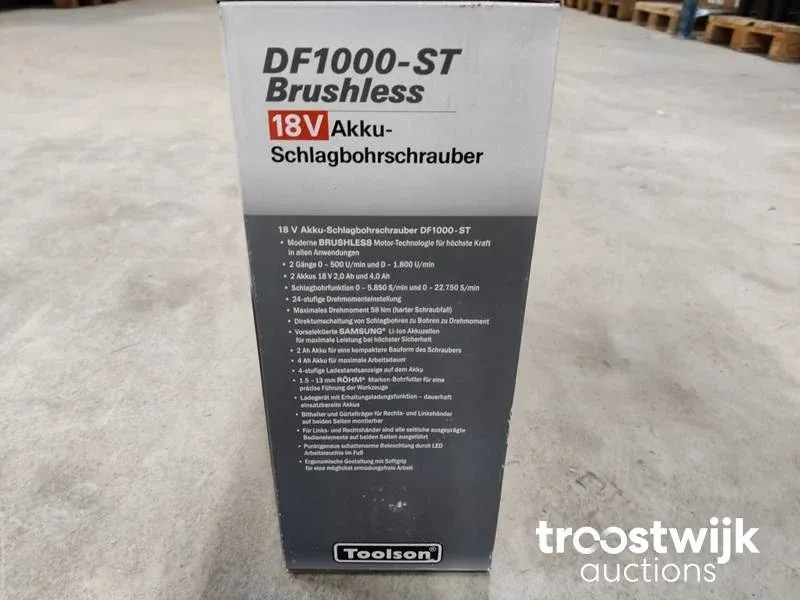 DF1000-ST
Brushless
18V Akku-
Schlagbohrschrauber
18 V Akku-Schlagbohrschrauber DF1000-ST
• Moderne BRUSHLESS Motor-Technologie für höchste Kraft
in allen Anwendungen
• 2 Gänge 0 – 500 U/min und 0 – 1.800 U/min
• 2 Akkus 18 V 2,0 Ah und 4,0 Ah
• Schlagbohrfunktion 0 – 5.850 S/min und 0 – 22.750 S/min
• 24-stufige Drehmomenteinstellung
• Maximales Drehmoment 58 Nm (harter Schraubfall)
• Direktumschaltung von Schlagbohren zu Bohren zu Drehmoment
• Vorselektierte SAMSUNG® Li-Ion Akkuzellen
für maximale Leistung bei höchster Sicherheit
• 2 Ah Akku für eine kompaktere Bauform des Schraubers
• 4 Ah Akku für maximale Arbeitsdauer
• 4-stufige Ladestandsanzeige auf dem Akku
• 1.5 – 13 mm RÖHM® Marken-Bohrfutter für eine
präzise Führung der Werkzeuge
• Ladegerät mit Erhaltungsladungsfunktion – dauerhaft
einsatzbereite Akkus
• Bithalter und Gürtelträger für Rechts- und Linkshänder
auf beiden Seiten montierbar
• Für Links- und Rechtshänder sind alle seitliche ausgeprägte
Bedienelemente auf beiden Seiten ausgeführt
• Punktgenaue schattenarme Beleuchtung durch LED
Arbeitsleuchte im Fuß
• Ergonomische Gestaltung mit Softgrip
für eine möglichst ermüdungsfreie Arbeit
Toolson®
troostwijk
auctions